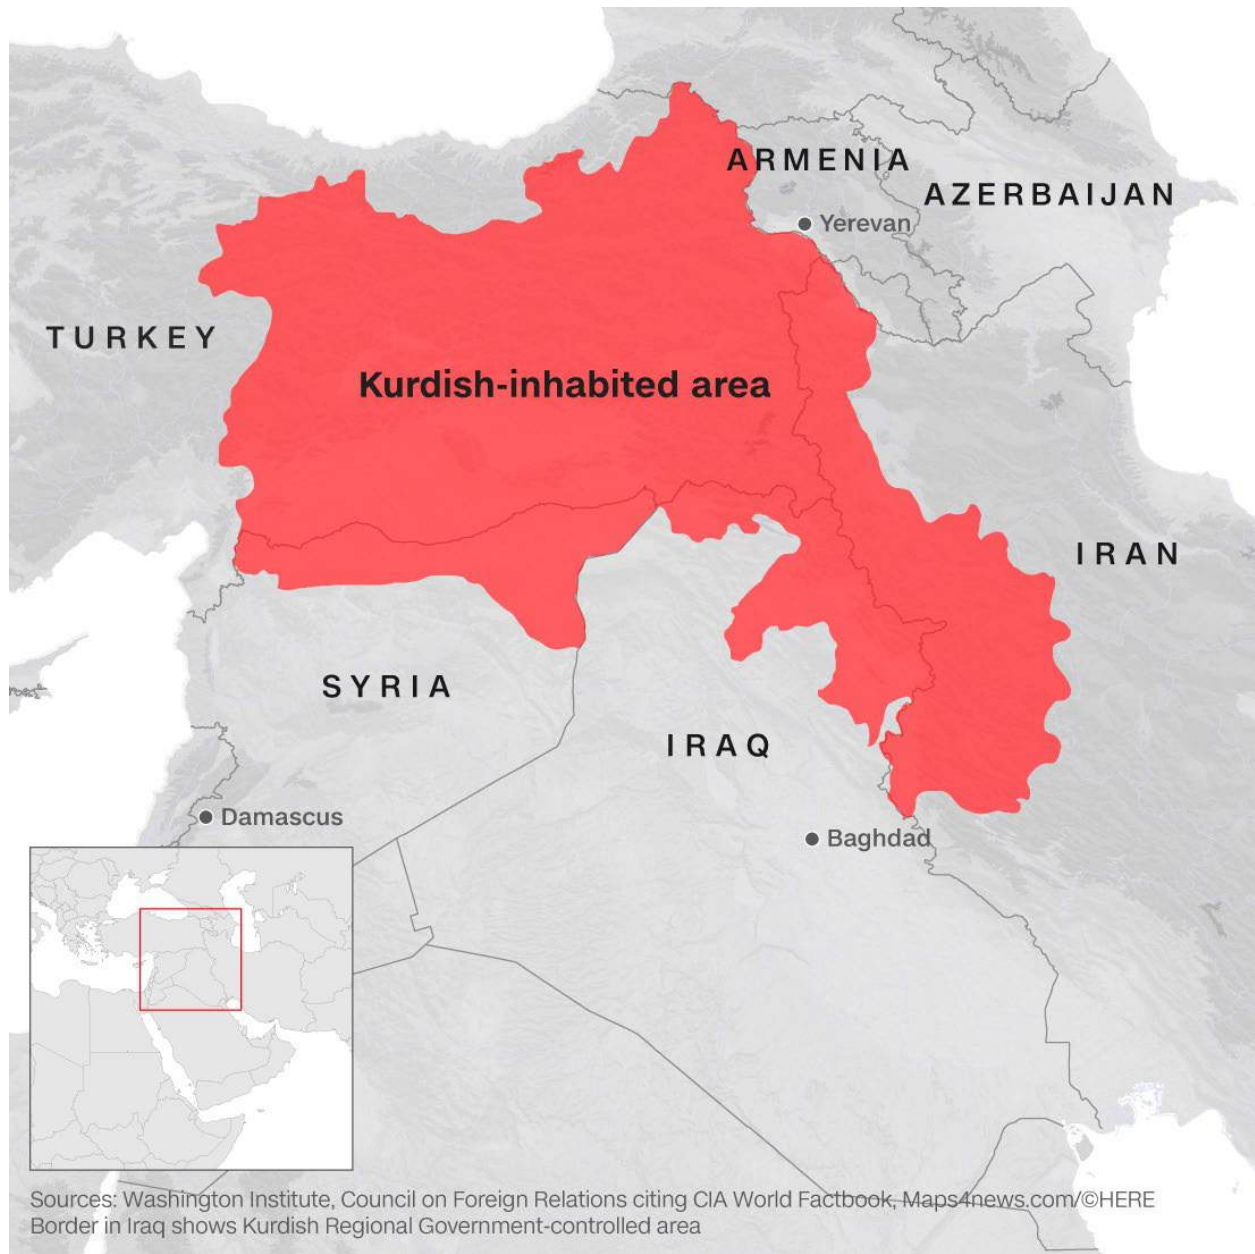 ARMENIA
AZERBAIJAN
Yerevan
TURKEY
Kurdish-inhabited area
IRAN
SYRIA
IRAQ
Damascus
Baghdad
Sources: Washington Institute, Council on Foreign Relations citing CIA World Factbook, Maps4news.com/©HERE
Border in Iraq shows Kurdish Regional Government-controlled area